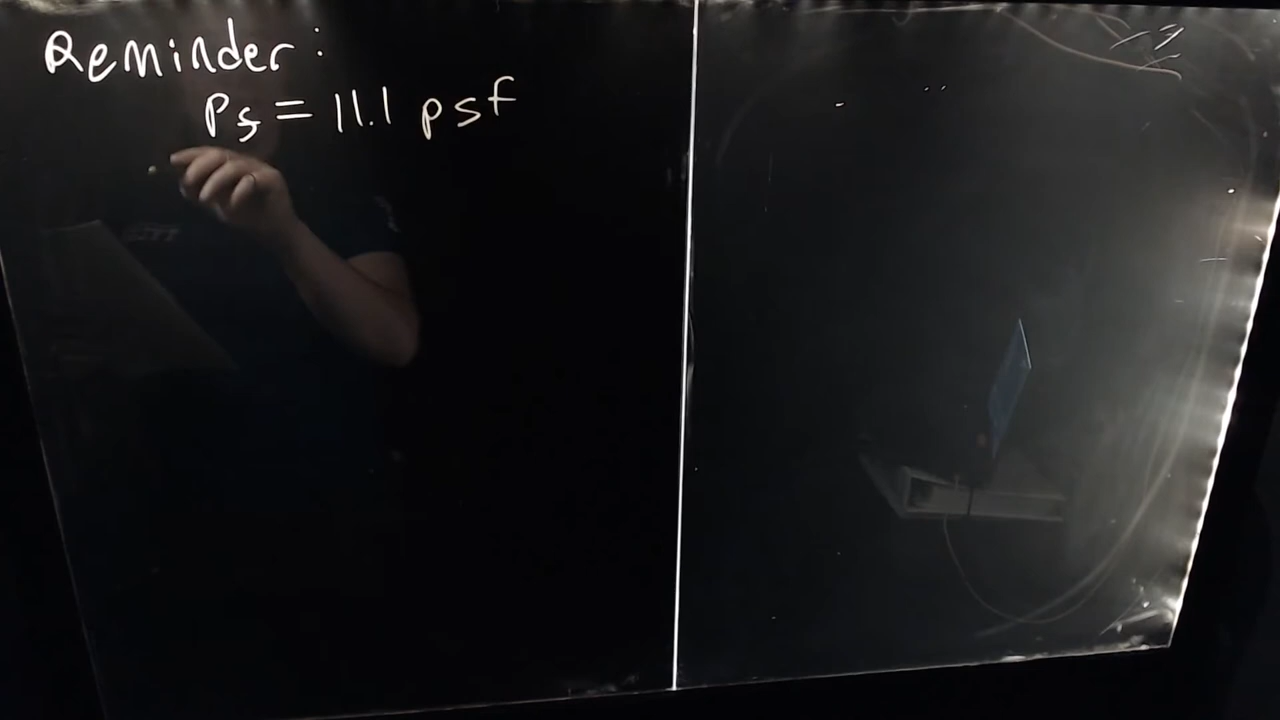 Reminder:
Ps = 11.1 psf